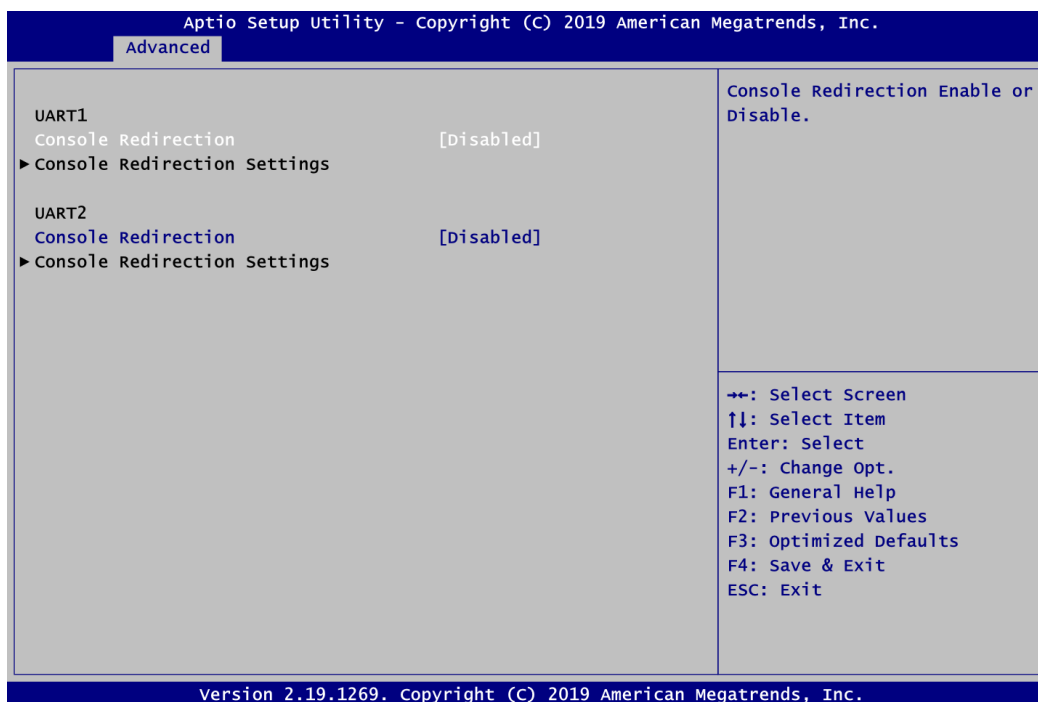 Aptio Setup Utility – Copyright (C) 2019 American Megatrends, Inc.
Advanced
UART1
Console Redirection [Disabled]
▶ Console Redirection Settings
UART2
Console Redirection [Disabled]
▶ Console Redirection Settings
Console Redirection Enable or
Disable.
→←: Select Screen
↑↓: Select Item
Enter: Select
+/-: Change Opt.
F1: General Help
F2: Previous Values
F3: Optimized Defaults
F4: Save & Exit
ESC: Exit
Version 2.19.1269. Copyright (C) 2019 American Megatrends, Inc.